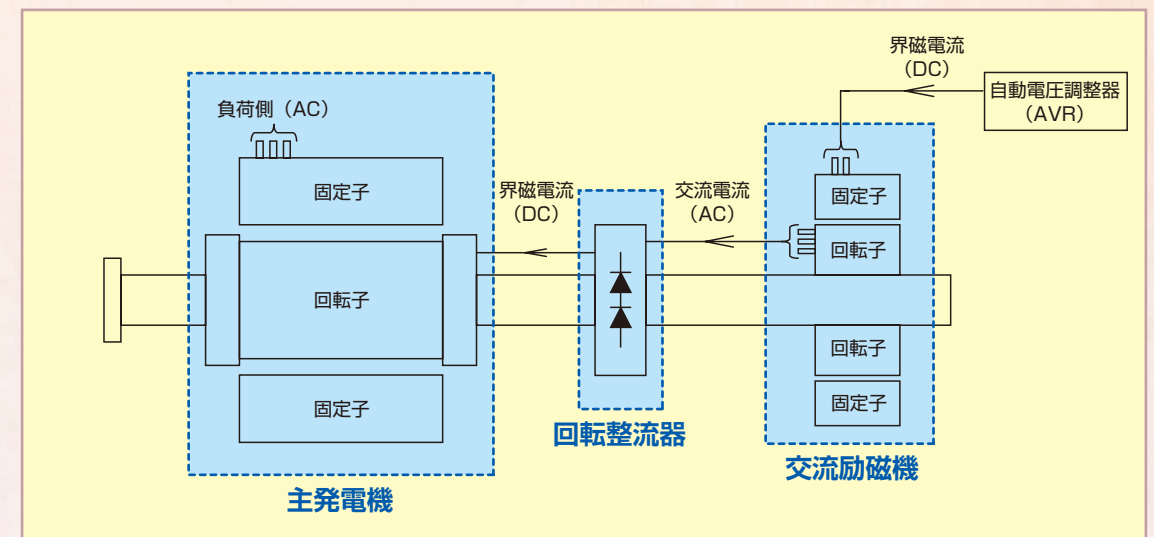 界磁電流
（DC）
自動電圧調整器
（AVR）
負荷側（AC）
固定子
界磁電流
（DC）
交流電流
（AC）
固定子
回転子
回転子
回転子
固定子
固定子
回転整流器
交流励磁機
主発電機